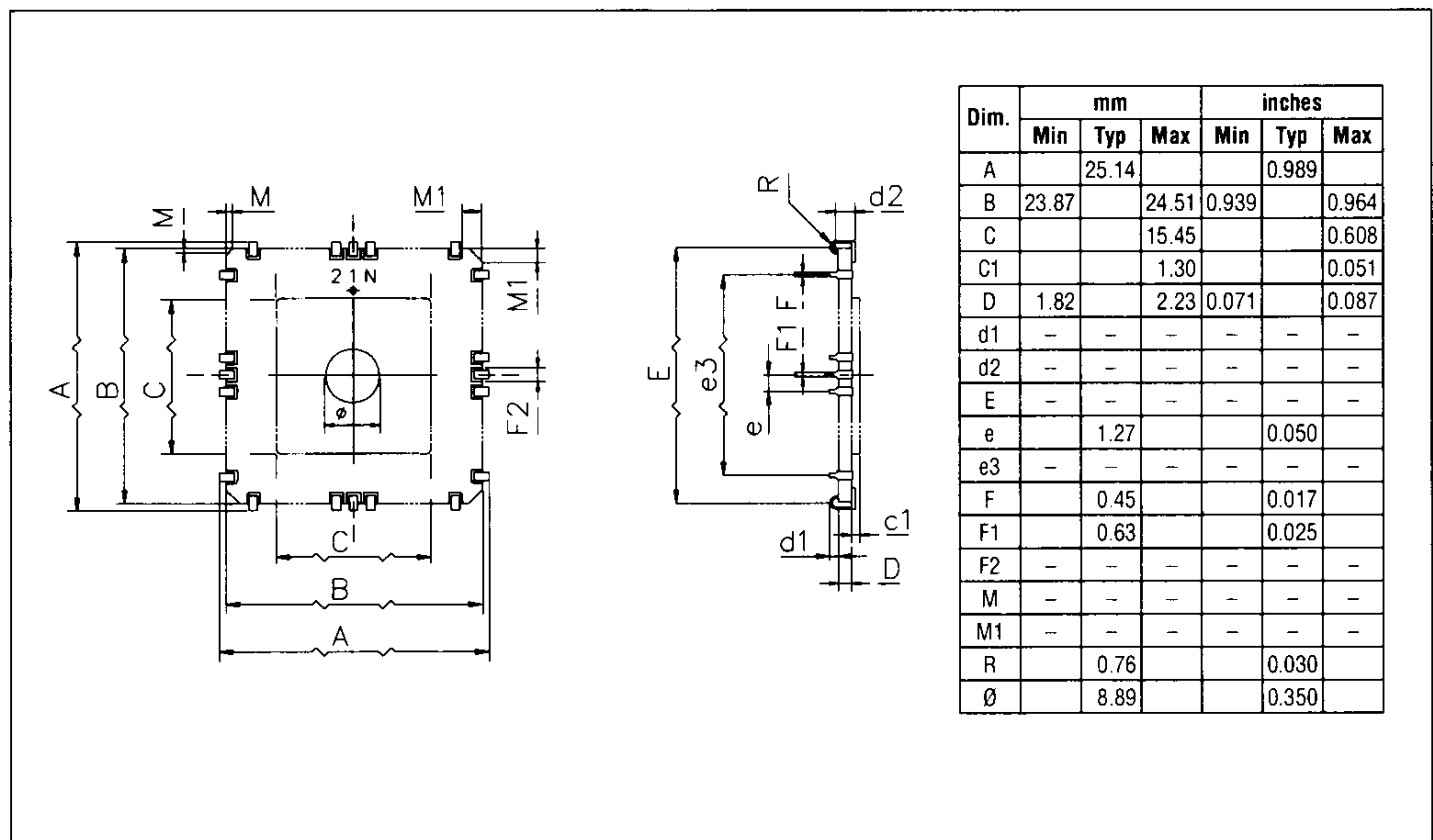 M
M
M1
M1
21N
A
B
C
F2
ø
C
B
A
R
d2
F
F1
E
e3
e
d1
c1
D
Dim. mm inches
Min Typ Max Min Typ Max
A 25.14 0.989
B 23.87 24.51 0.939 0.964
C 15.45 0.608
C1 1.30 0.051
D 1.82 2.23 0.071 0.087
d1 – – – – – –
d2 – – – – – –
E – – – – – –
e 1.27 0.050
e3 – – – – – –
F 0.45 0.017
F1 0.63 0.025
F2 – – – – – –
M – – – – – –
M1 – – – – – –
R 0.76 0.030
Ø 8.89 0.350